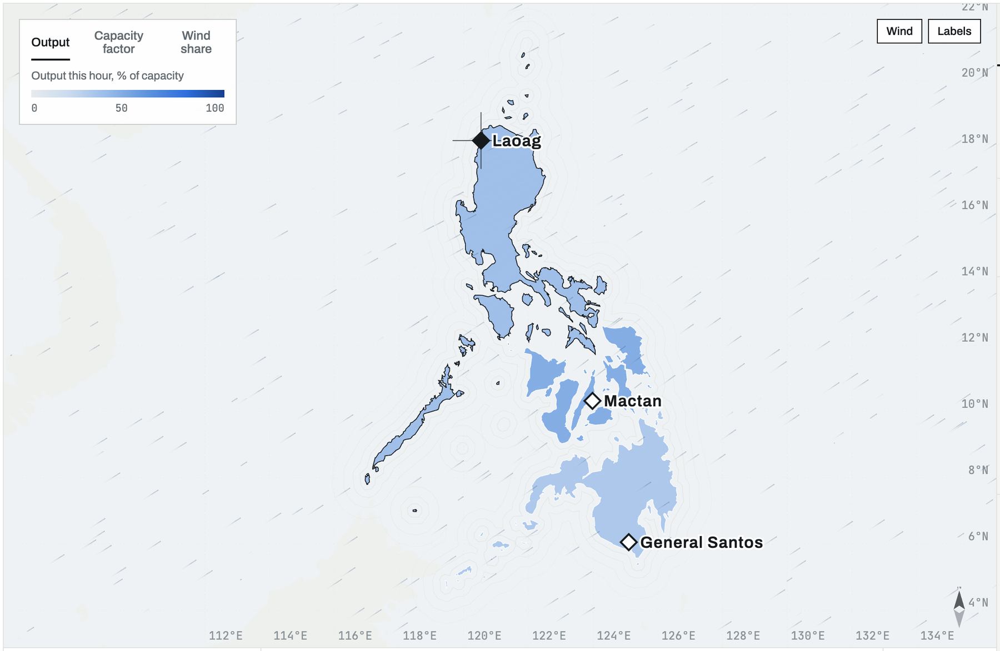 Output
Capacity
factor
Wind
share
Output this hour, % of capacity
0 50 100
Wind
Labels
22°N
20°N
18°N
16°N
14°N
12°N
10°N
8°N
6°N
4°N
Laoag
Mactan
General Santos
N
112°E 114°E 116°E 118°E 120°E 122°E 124°E 126°E 128°E 130°E 132°E 134°E